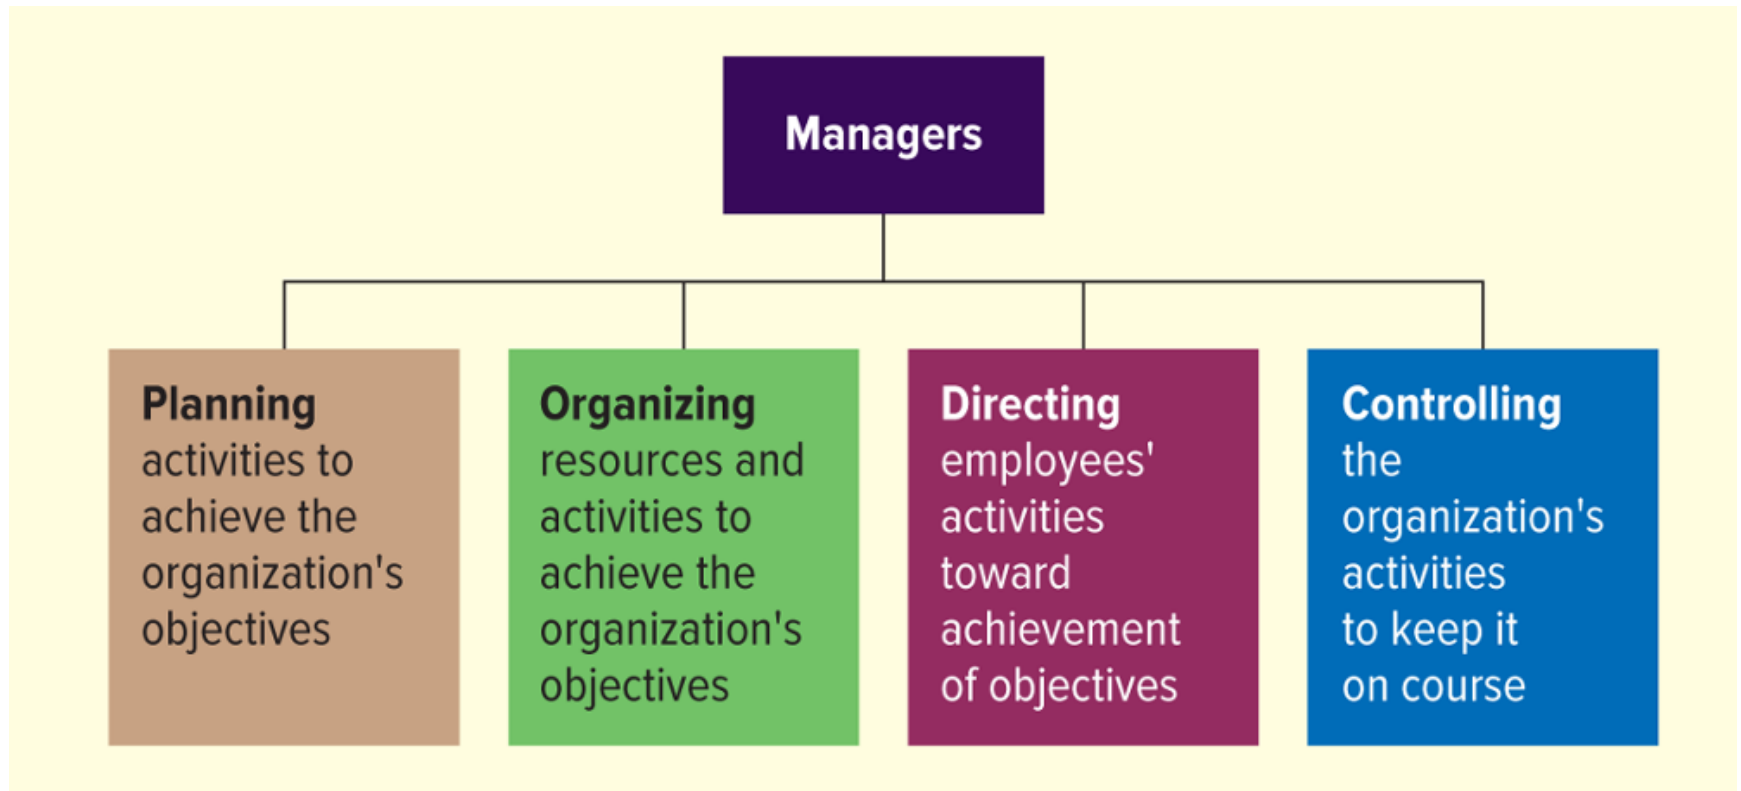 Managers
Planning
activities to
achieve the
organization's
objectives
Organizing
resources and
activities to
achieve the
organization's
objectives
Directing
employees'
activities
toward
achievement
of objectives
Controlling
the
organization's
activities
to keep it
on course